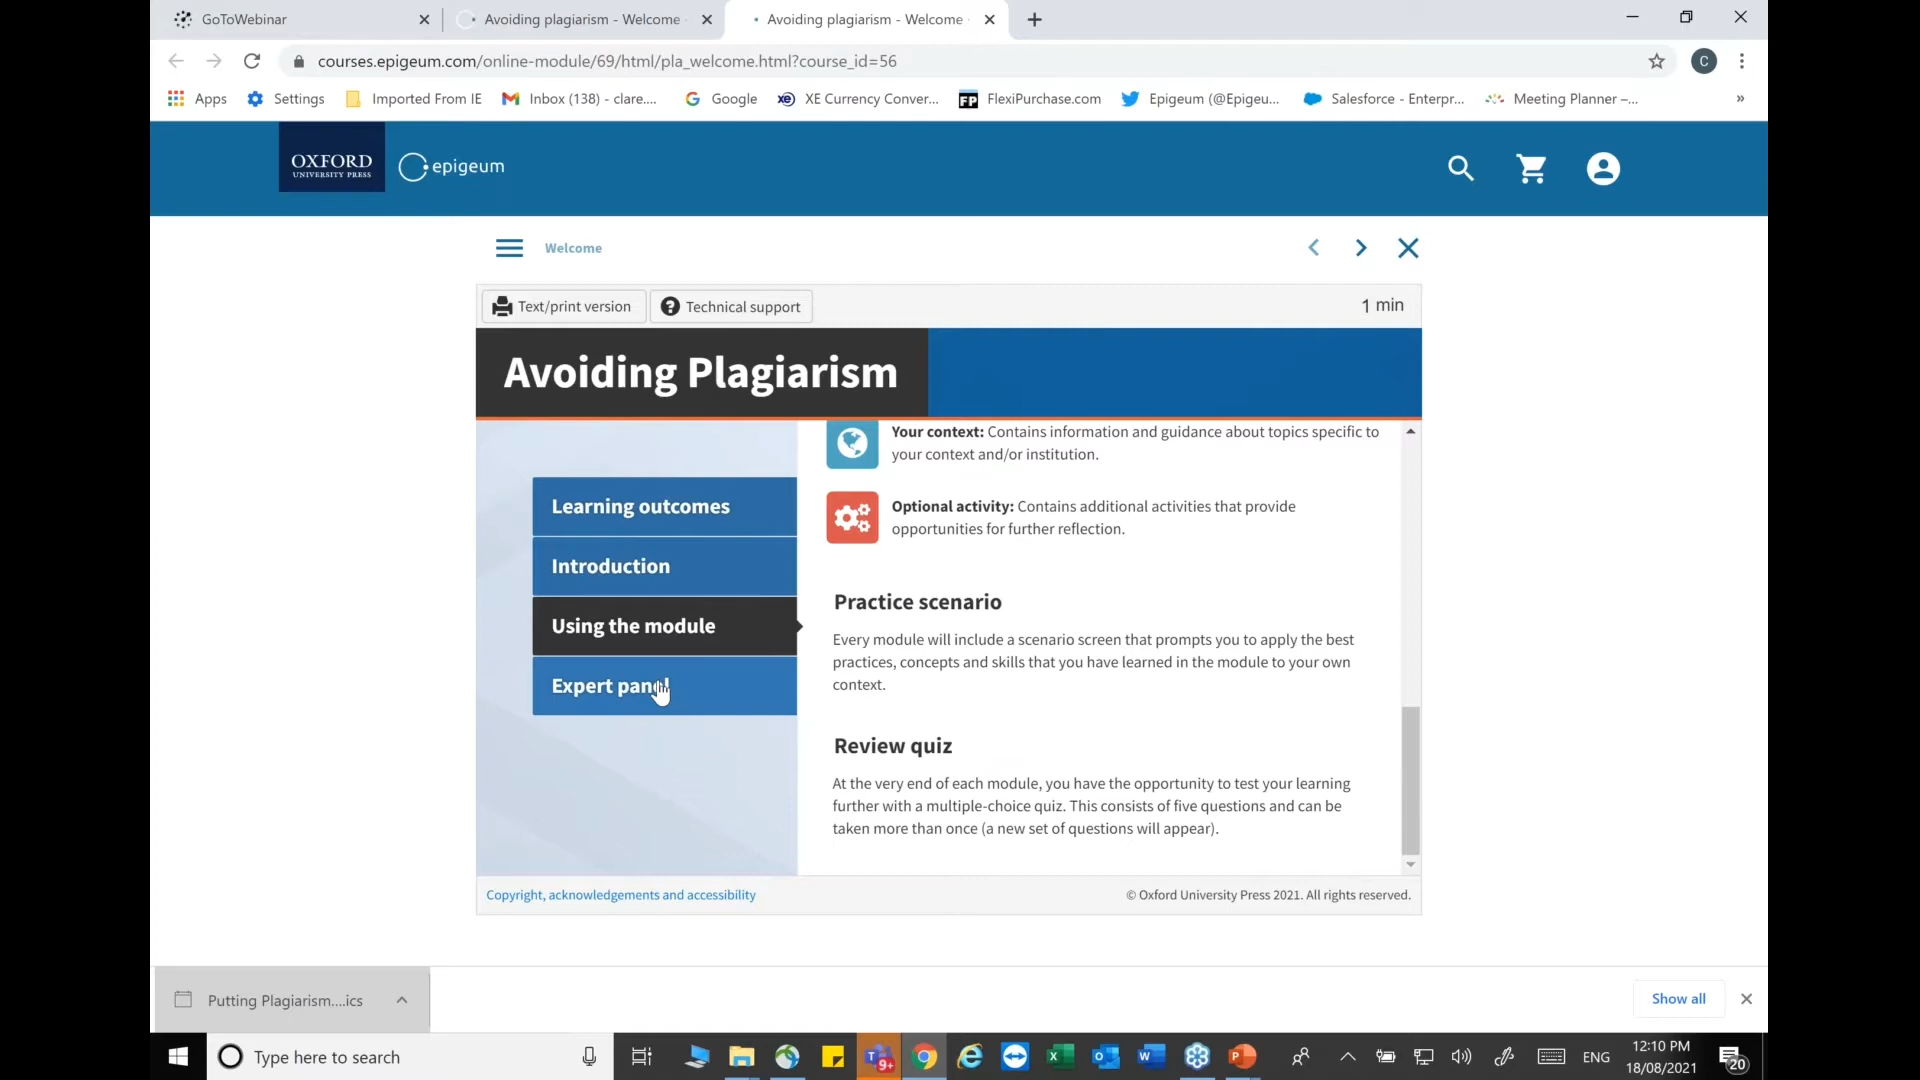 GoToWebinar
Avoiding plagiarism - Welcome
Avoiding plagiarism - Welcome
courses.epigeum.com/online-module/69/html/pla_welcome.html?course_id=56
C
Apps
Settings
Imported From IE
Inbox (138) - clare....
Google
XE Currency Conver...
FlexiPurchase.com
Epigeum (@Epigeu...
Salesforce - Enterpr...
Meeting Planner –...
OXFORD
UNIVERSITY PRESS
epigeum
Welcome
Text/print version
Technical support
1 min
Avoiding Plagiarism
Learning outcomes
Introduction
Using the module
Expert panel
Your context: Contains information and guidance about topics specific to
your context and/or institution.
Optional activity: Contains additional activities that provide
opportunities for further reflection.
Practice scenario
Every module will include a scenario screen that prompts you to apply the best
practices, concepts and skills that you have learned in the module to your own
context.
Review quiz
At the very end of each module, you have the opportunity to test your learning
further with a multiple-choice quiz. This consists of five questions and can be
taken more than once (a new set of questions will appear).
Copyright, acknowledgements and accessibility
© Oxford University Press 2021. All rights reserved.
Putting Plagiarism....ics
Show all
Type here to search
9+
ENG
12:10 PM
18/08/2021
20